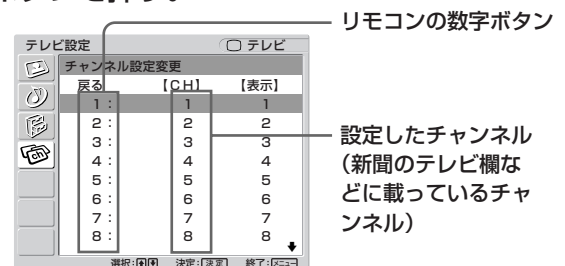 リモコンの数字ボタン
テレビ設定 テレビ
チャンネル設定変更
戻る 【CH】 【表示】
1： 1 1
2： 2 2
3： 3 3
4： 4 4
5： 5 5
6： 6 6
7： 7 7
8： 8 8
選択： 決定：決定 終了：メニュー
設定したチャンネル
（新聞のテレビ欄な
どに載っているチャ
ンネル）